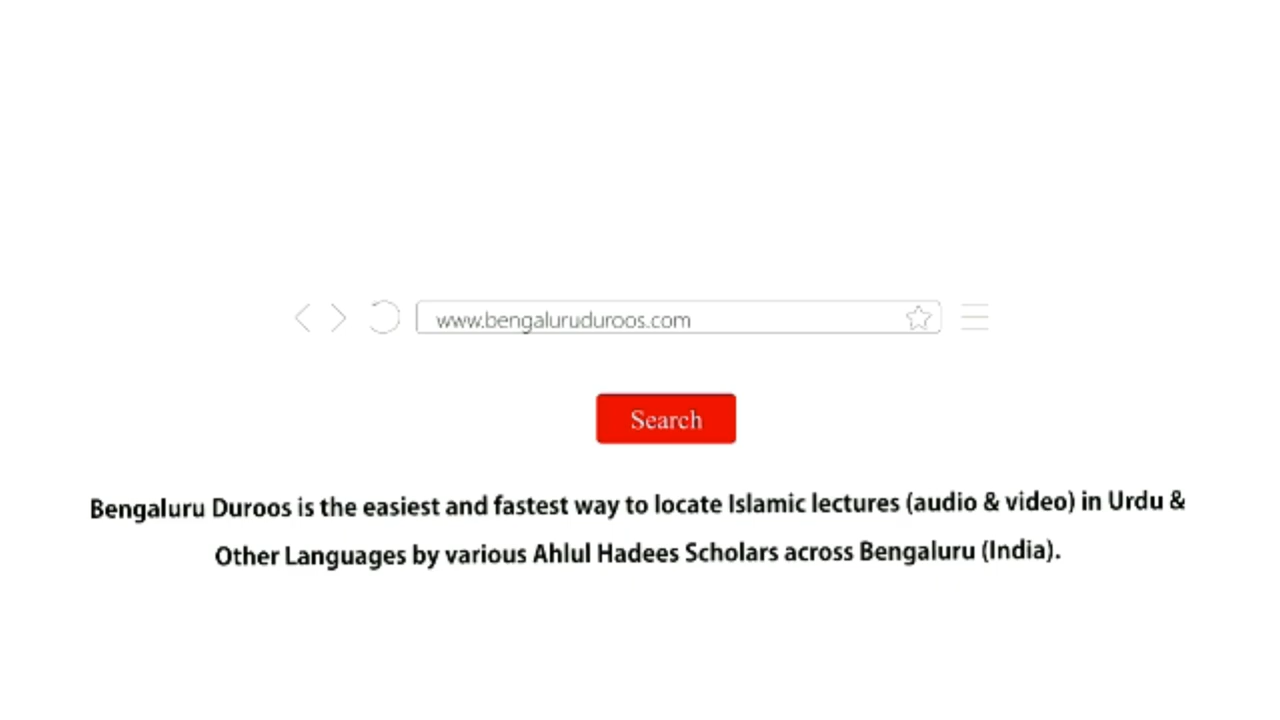 www.bengaluruduroos.com
Search
Bengaluru Duroos is the easiest and fastest way to locate Islamic lectures (audio & video) in Urdu &
Other Languages by various Ahlul Hadees Scholars across Bengaluru (India).